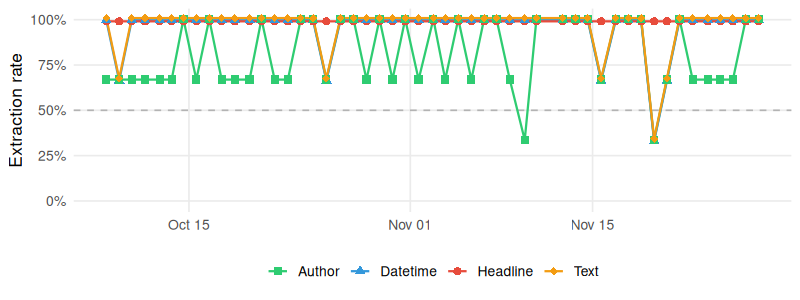 Extraction rate
100%
75%
50%
25%
0%
Oct 15
Nov 01
Nov 15
Author
Datetime
Headline
Text